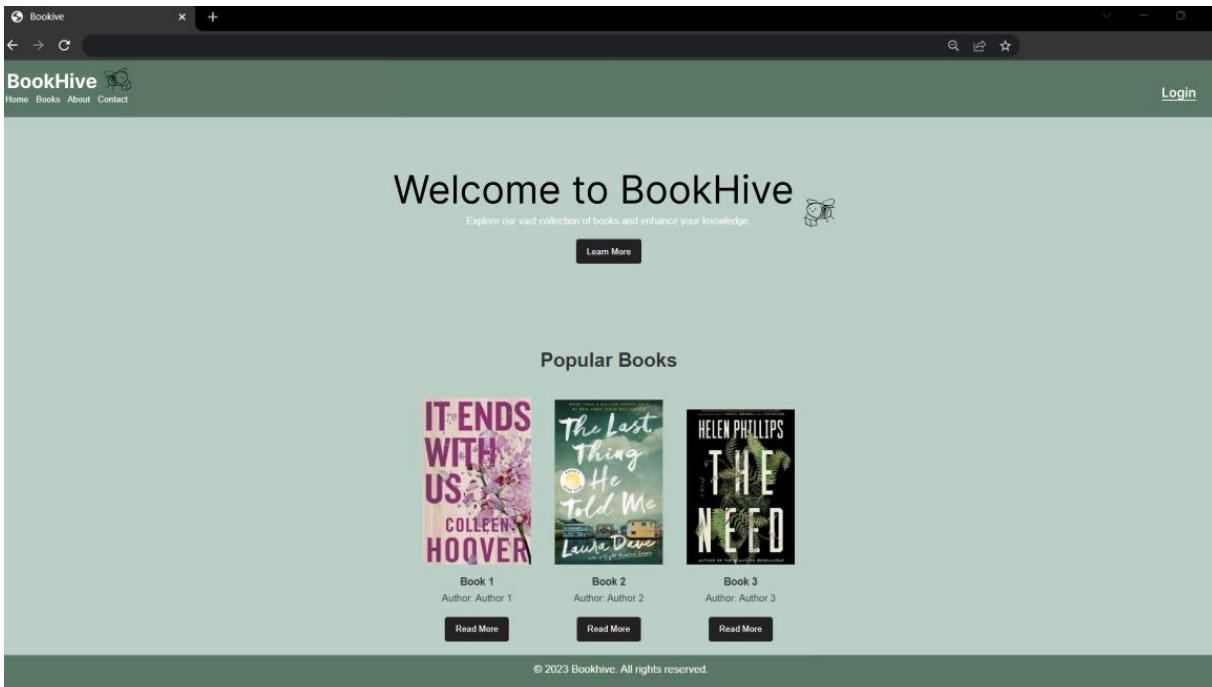 Bookive
BookHive
Home Books About Contact
Login
Welcome to BookHive
Explore our vast collection of books and enhance your knowledge.
Learn More
Popular Books
IT ENDS
WITH
US
COLLEEN
HOOVER
The Last
Thing
He
Told Me
Laura Dave
HELEN PHILLIPS
THE
NEED
Book 1
Author: Author 1
Read More
Book 2
Author: Author 2
Read More
Book 3
Author: Author 3
Read More
© 2023 Bookhive. All rights reserved.